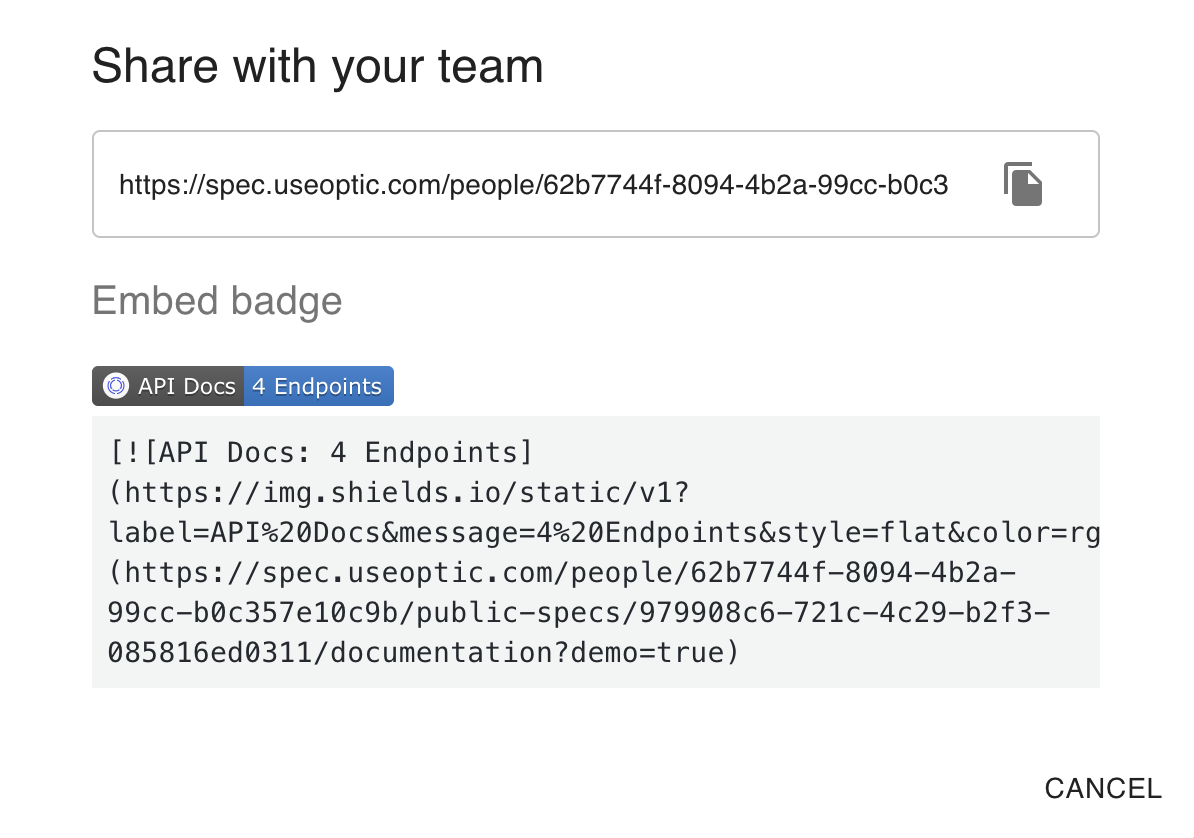 Share with your team
https://spec.useoptic.com/people/62b7744f-8094-4b2a-99cc-b0c3
Embed badge
API Docs 4 Endpoints
[![API Docs: 4 Endpoints]
(https://img.shields.io/static/v1?
label=API%20Docs&message=4%20Endpoints&style=flat&color=rg
(https://spec.useoptic.com/people/62b7744f-8094-4b2a-
99cc-b0c357e10c9b/public-specs/979908c6-721c-4c29-b2f3-
085816ed0311/documentation?demo=true)
CANCEL